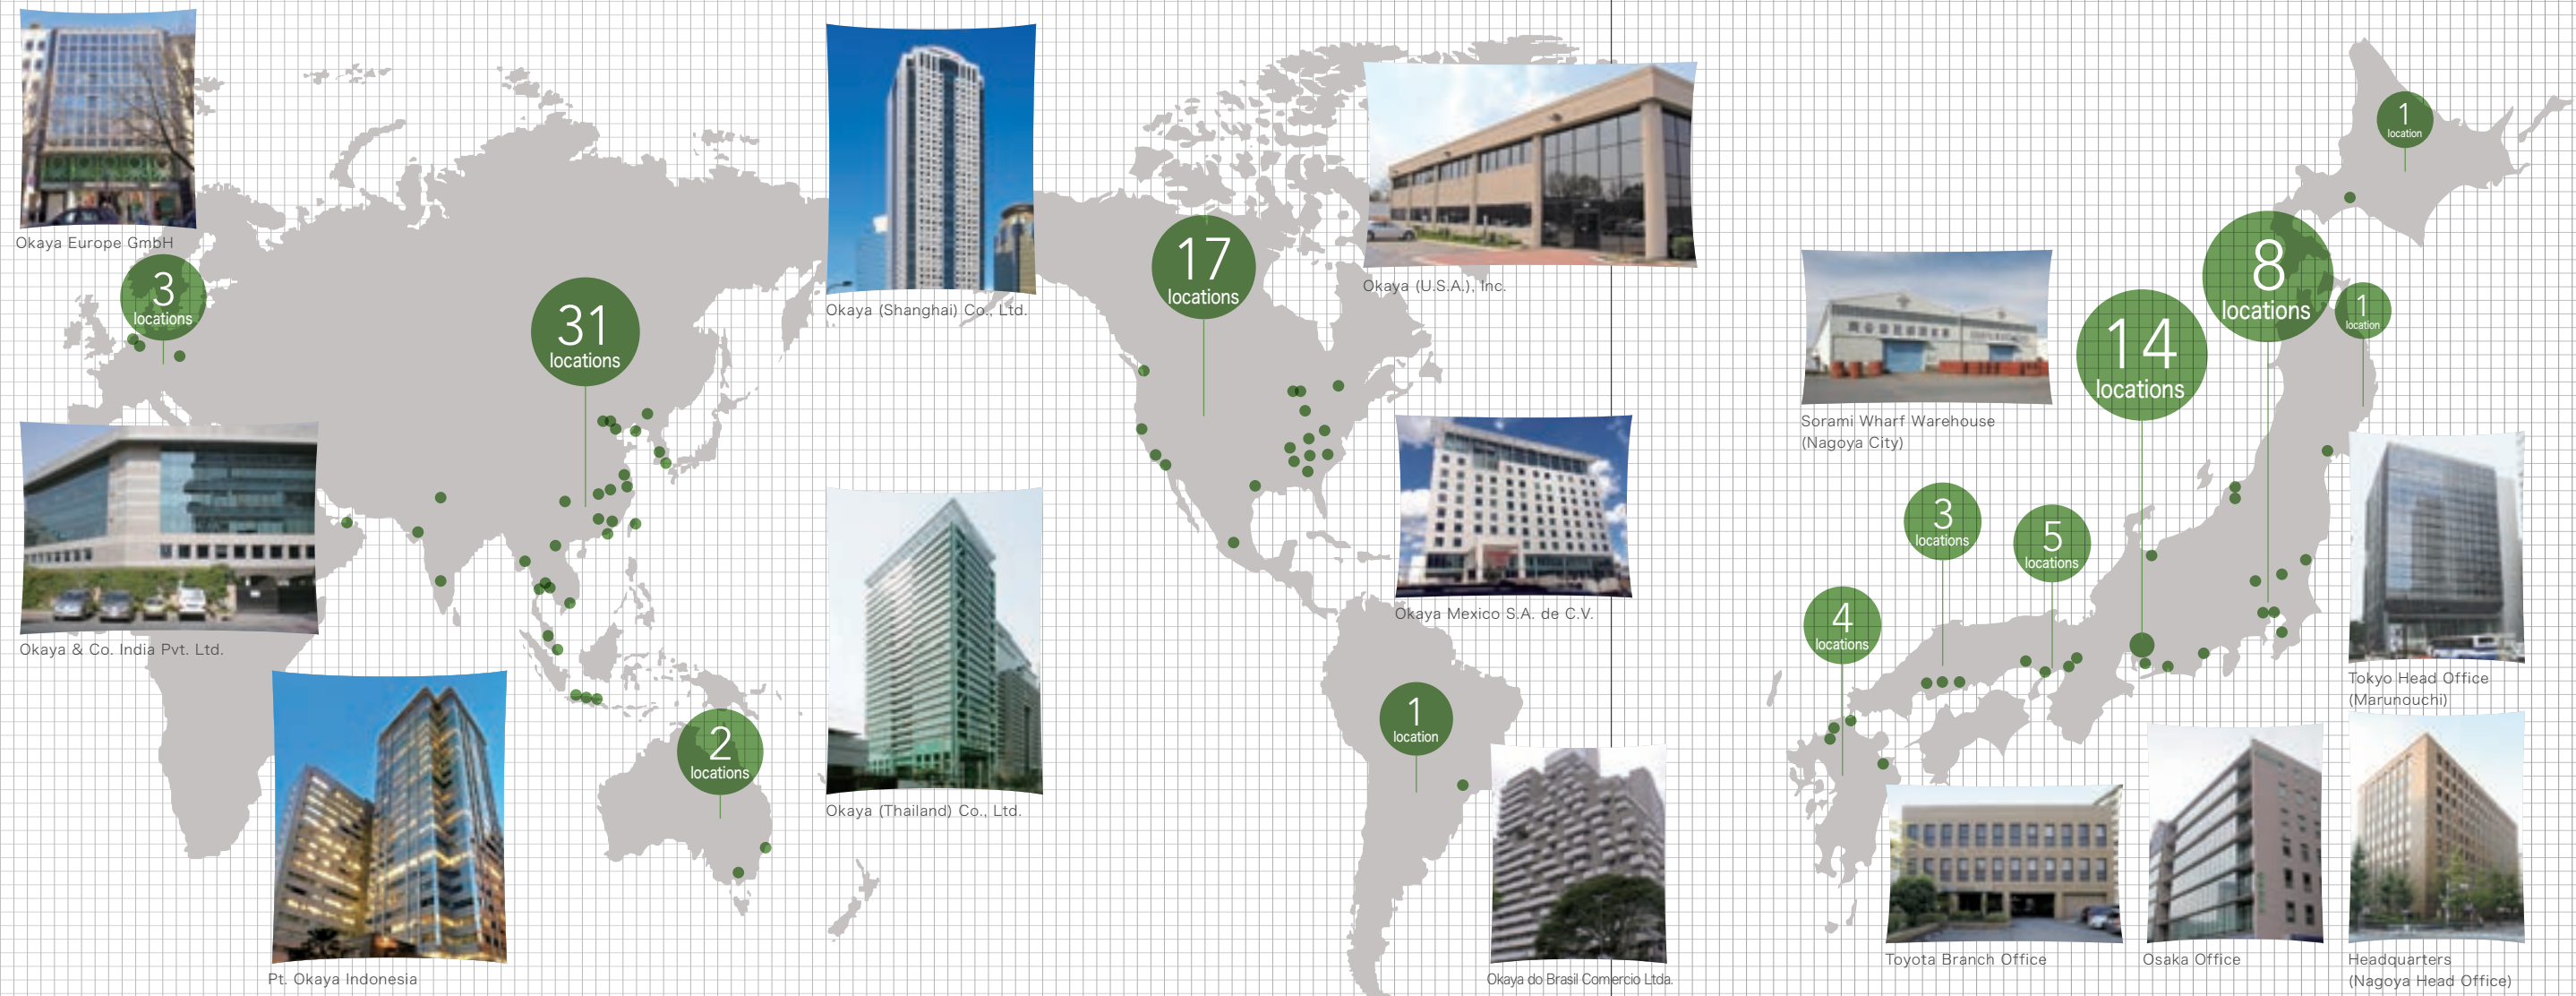 Okaya Europe GmbH
3
locations
31
locations
Okaya & Co. India Pvt. Ltd.
Pt. Okaya Indonesia
2
locations
Okaya (Shanghai) Co., Ltd.
Okaya (Thailand) Co., Ltd.
17
locations
Okaya (U.S.A.), Inc.
Okaya Mexico S.A. de C.V.
1
location
Okaya do Brasil Comercio Ltda.
Sorami Wharf Warehouse
(Nagoya City)
4
locations
3
locations
5
locations
14
locations
8
locations
1
location
1
location
Tokyo Head Office
(Marunouchi)
Toyota Branch Office
Osaka Office
Headquarters
(Nagoya Head Office)